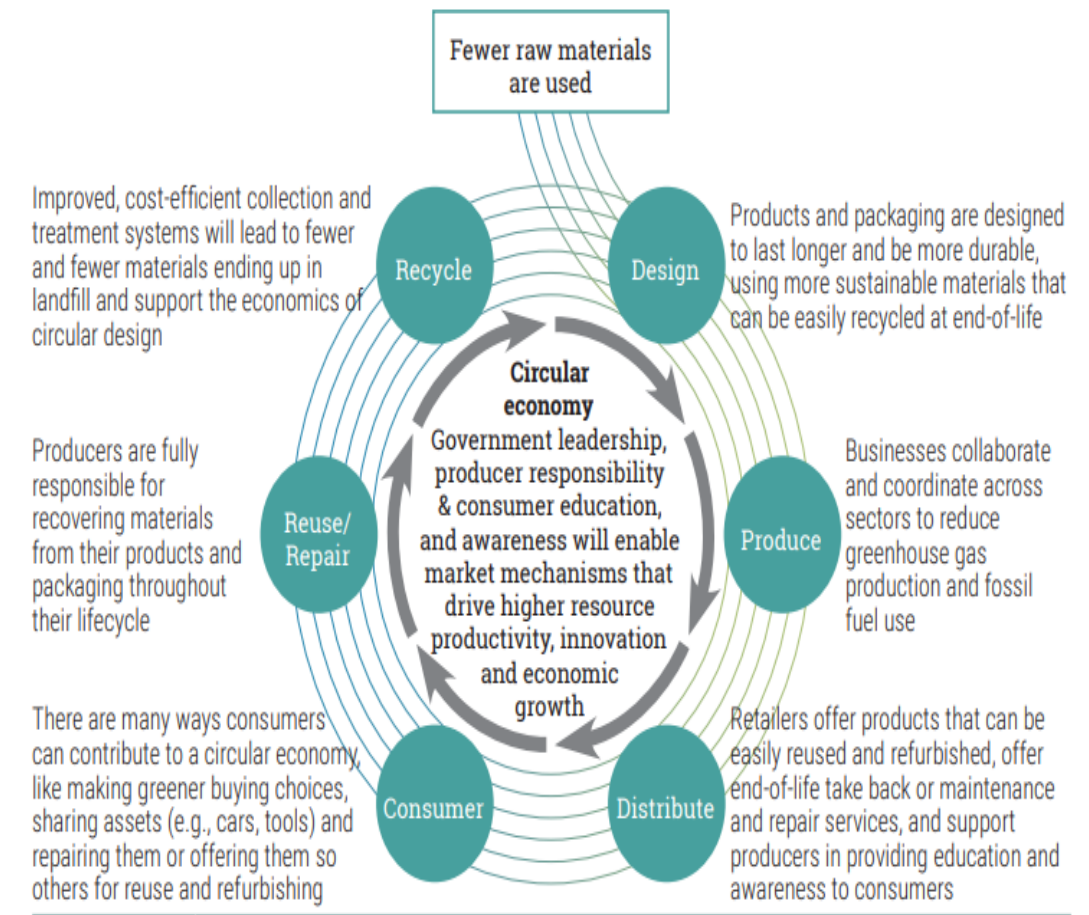 Fewer raw materials
are used
Improved, cost-efficient collection and
treatment systems will lead to fewer
and fewer materials ending up in
landfill and support the economics of
circular design
Recycle
Design
Products and packaging are designed
to last longer and be more durable,
using more sustainable materials that
can be easily recycled at end-of-life
Circular
economy
Government leadership,
producer responsibility
& consumer education,
and awareness will enable
market mechanisms that
drive higher resource
productivity, innovation
and economic
growth
Producers are fully
responsible for
recovering materials
from their products and
packaging throughout
their lifecycle
Reuse/
Repair
Produce
Businesses collaborate
and coordinate across
sectors to reduce
greenhouse gas
production and fossil
fuel use
There are many ways consumers
can contribute to a circular economy,
like making greener buying choices,
sharing assets (e.g., cars, tools) and
repairing them or offering them so
others for reuse and refurbishing
Consumer
Distribute
Retailers offer products that can be
easily reused and refurbished, offer
end-of-life take back or maintenance
and repair services, and support
producers in providing education and
awareness to consumers